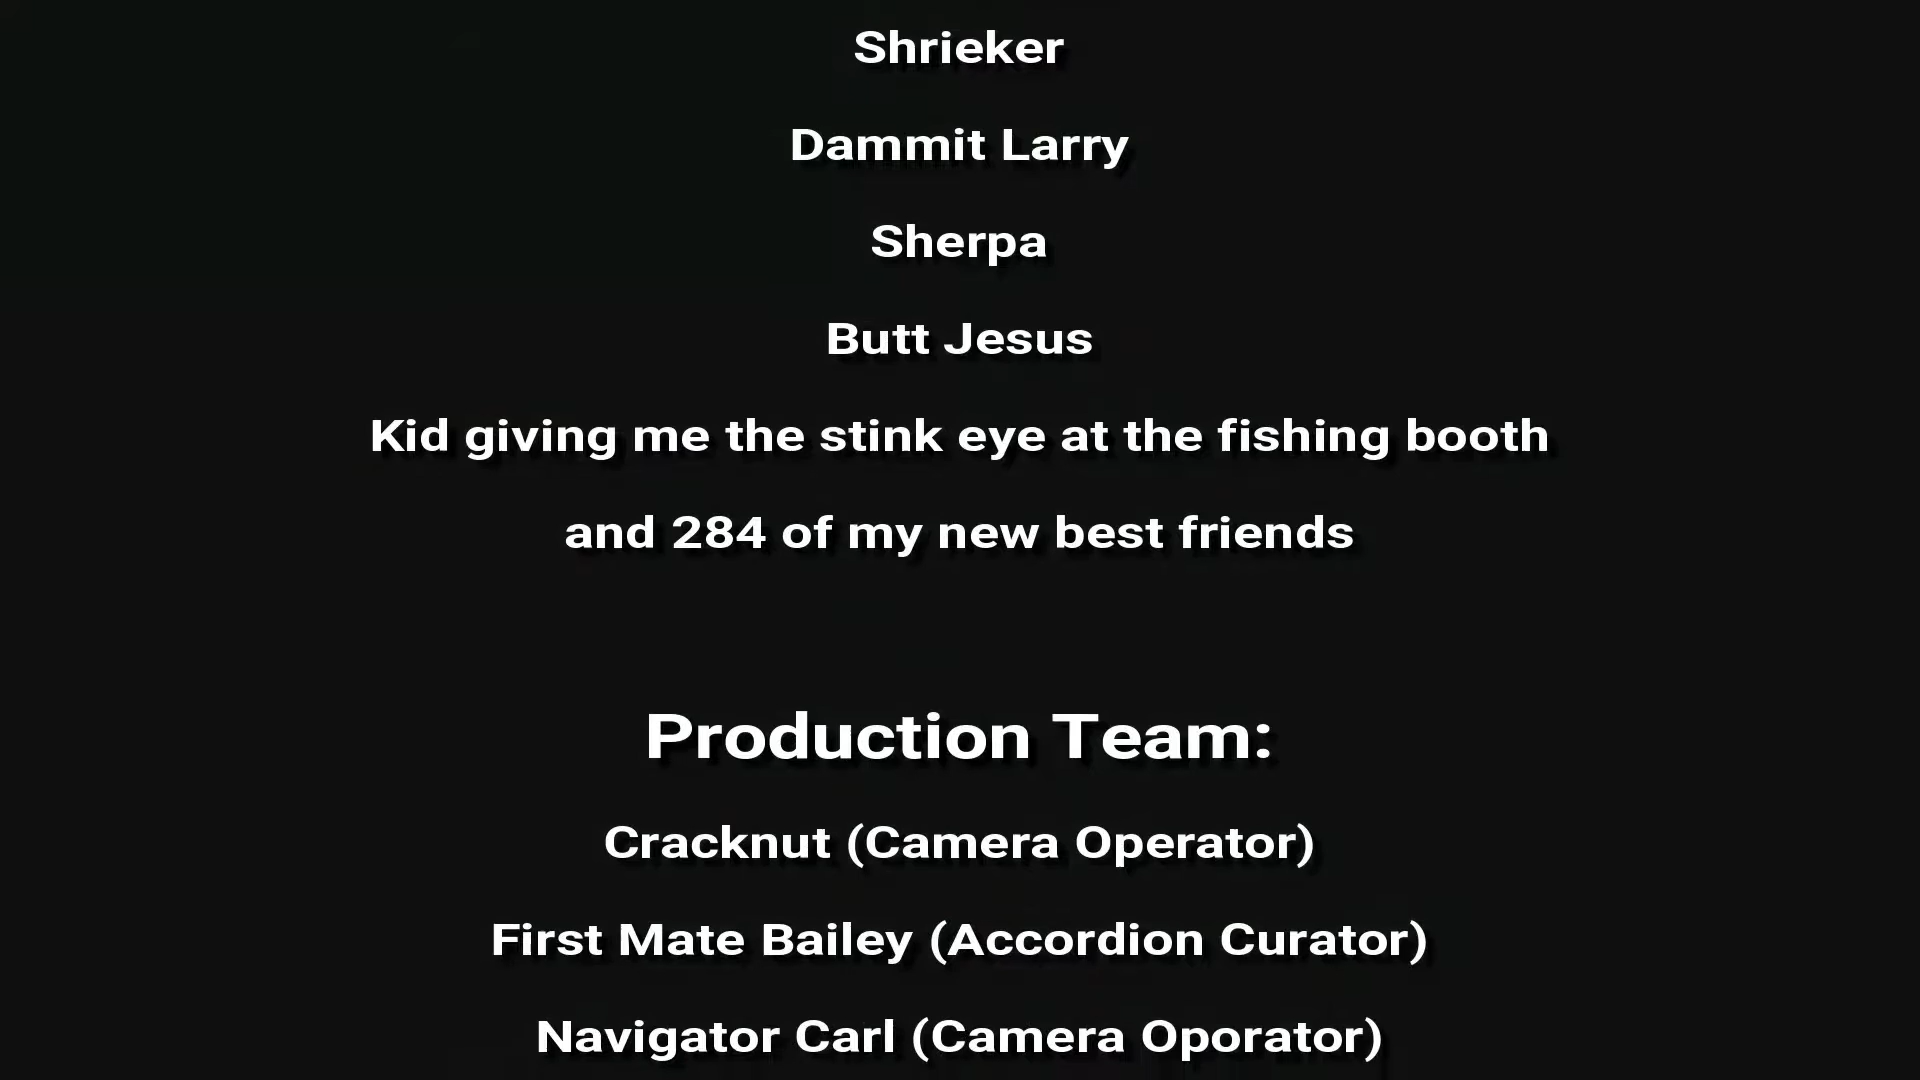 Shrieker
Dammit Larry
Sherpa
Butt Jesus
Kid giving me the stink eye at the fishing booth
and 284 of my new best friends
Production Team:
Cracknut (Camera Operator)
First Mate Bailey (Accordion Curator)
Navigator Carl (Camera Oporator)